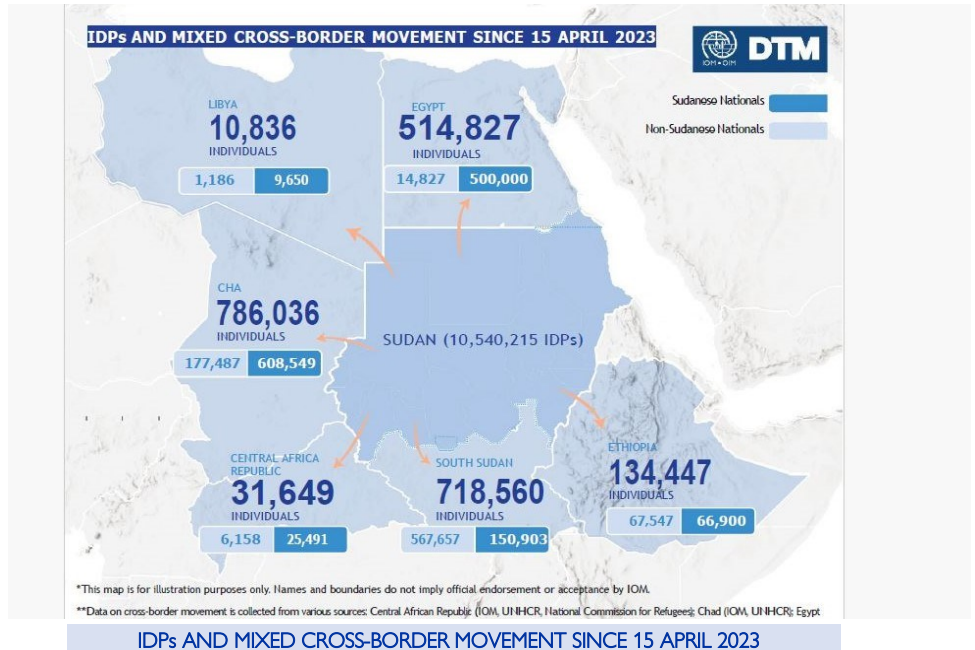 IDPs AND MIXED CROSS-BORDER MOVEMENT SINCE 15 APRIL 2023
IOM•OIM
DTM
Sudanese Nationals
Non-Sudanese Nationals
LIBYA
10,836
INDIVIDUALS
1,186 9,650
EGYPT
514,827
INDIVIDUALS
14,827 500,000
CHA
786,036
INDIVIDUALS
177,487 608,549
SUDAN (10,540,215 IDPs)
CENTRAL AFRICA
REPUBLIC
31,649
INDIVIDUALS
6,158 25,491
SOUTH SUDAN
718,560
INDIVIDUALS
567,657 150,903
ETHIOPIA
134,447
INDIVIDUALS
67,547 66,900
*This map is for illustration purposes only. Names and boundaries do not imply official endorsement or acceptance by IOM.
**Data on cross-border movement is collected from various sources: Central African Republic (IOM, UNHCR, National Commission for Refugees); Chad (IOM, UNHCR); Egypt
IDPs AND MIXED CROSS-BORDER MOVEMENT SINCE 15 APRIL 2023